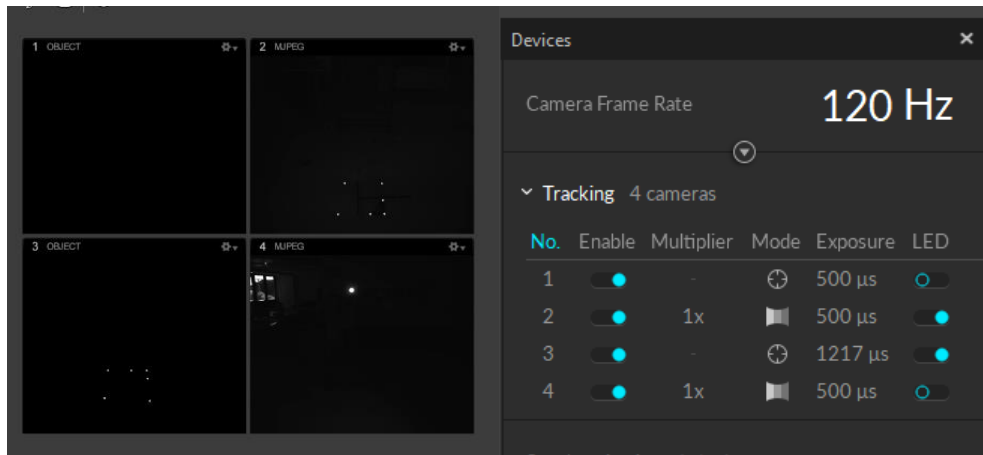 1 OBJECT
2 MJPEG
3 OBJECT
4 MJPEG
Devices
Camera Frame Rate 120 Hz
Tracking 4 cameras
No. Enable Multiplier Mode Exposure LED
1 - 500 µs
2 1x 500 µs
3 - 1217 µs
4 1x 500 µs